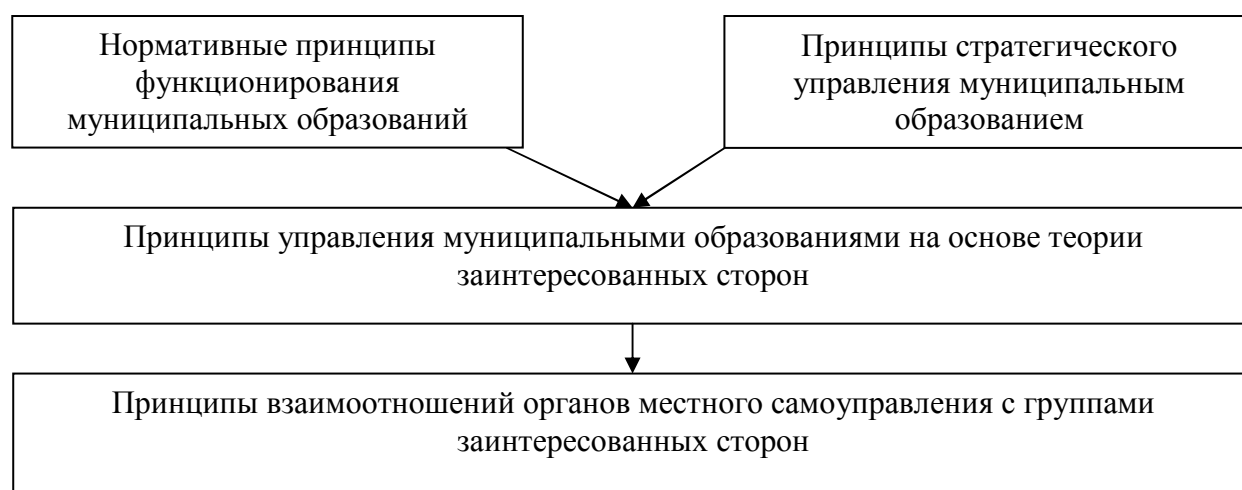 Нормативные принципы
функционирования
муниципальных образований
Принципы стратегического
управления муниципальным
образованием
Принципы управления муниципальными образованиями на основе теории
заинтересованных сторон
Принципы взаимоотношений органов местного самоуправления с группами
заинтересованных сторон